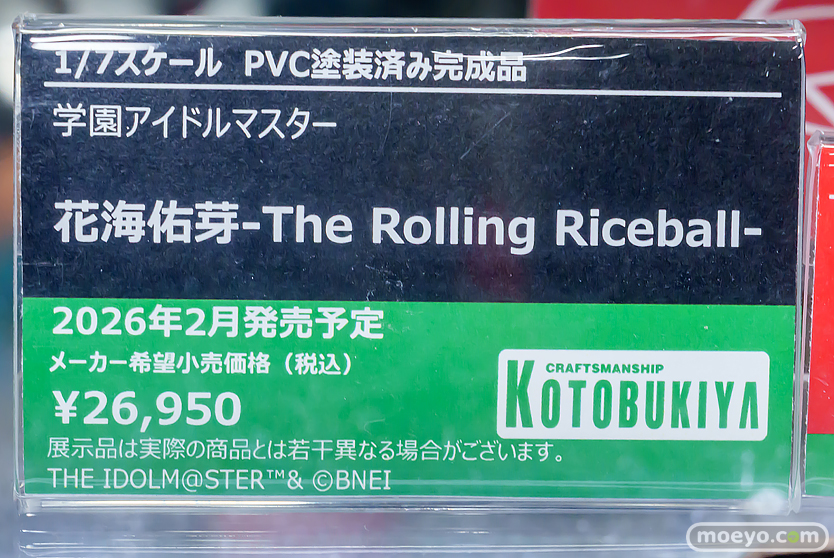 1/7スケール PVC塗装済み完成品
学園アイドルマスター
花海佑芽-The Rolling Riceball-
2026年2月発売予定
メーカー希望小売価格（税込）
¥26,950
CRAFTSMANSHIP
KOTOBUKIYA
展示品は実際の商品とは若干異なる場合がございます。
THE IDOLM@STER™& ©BNEI
moeyo.com